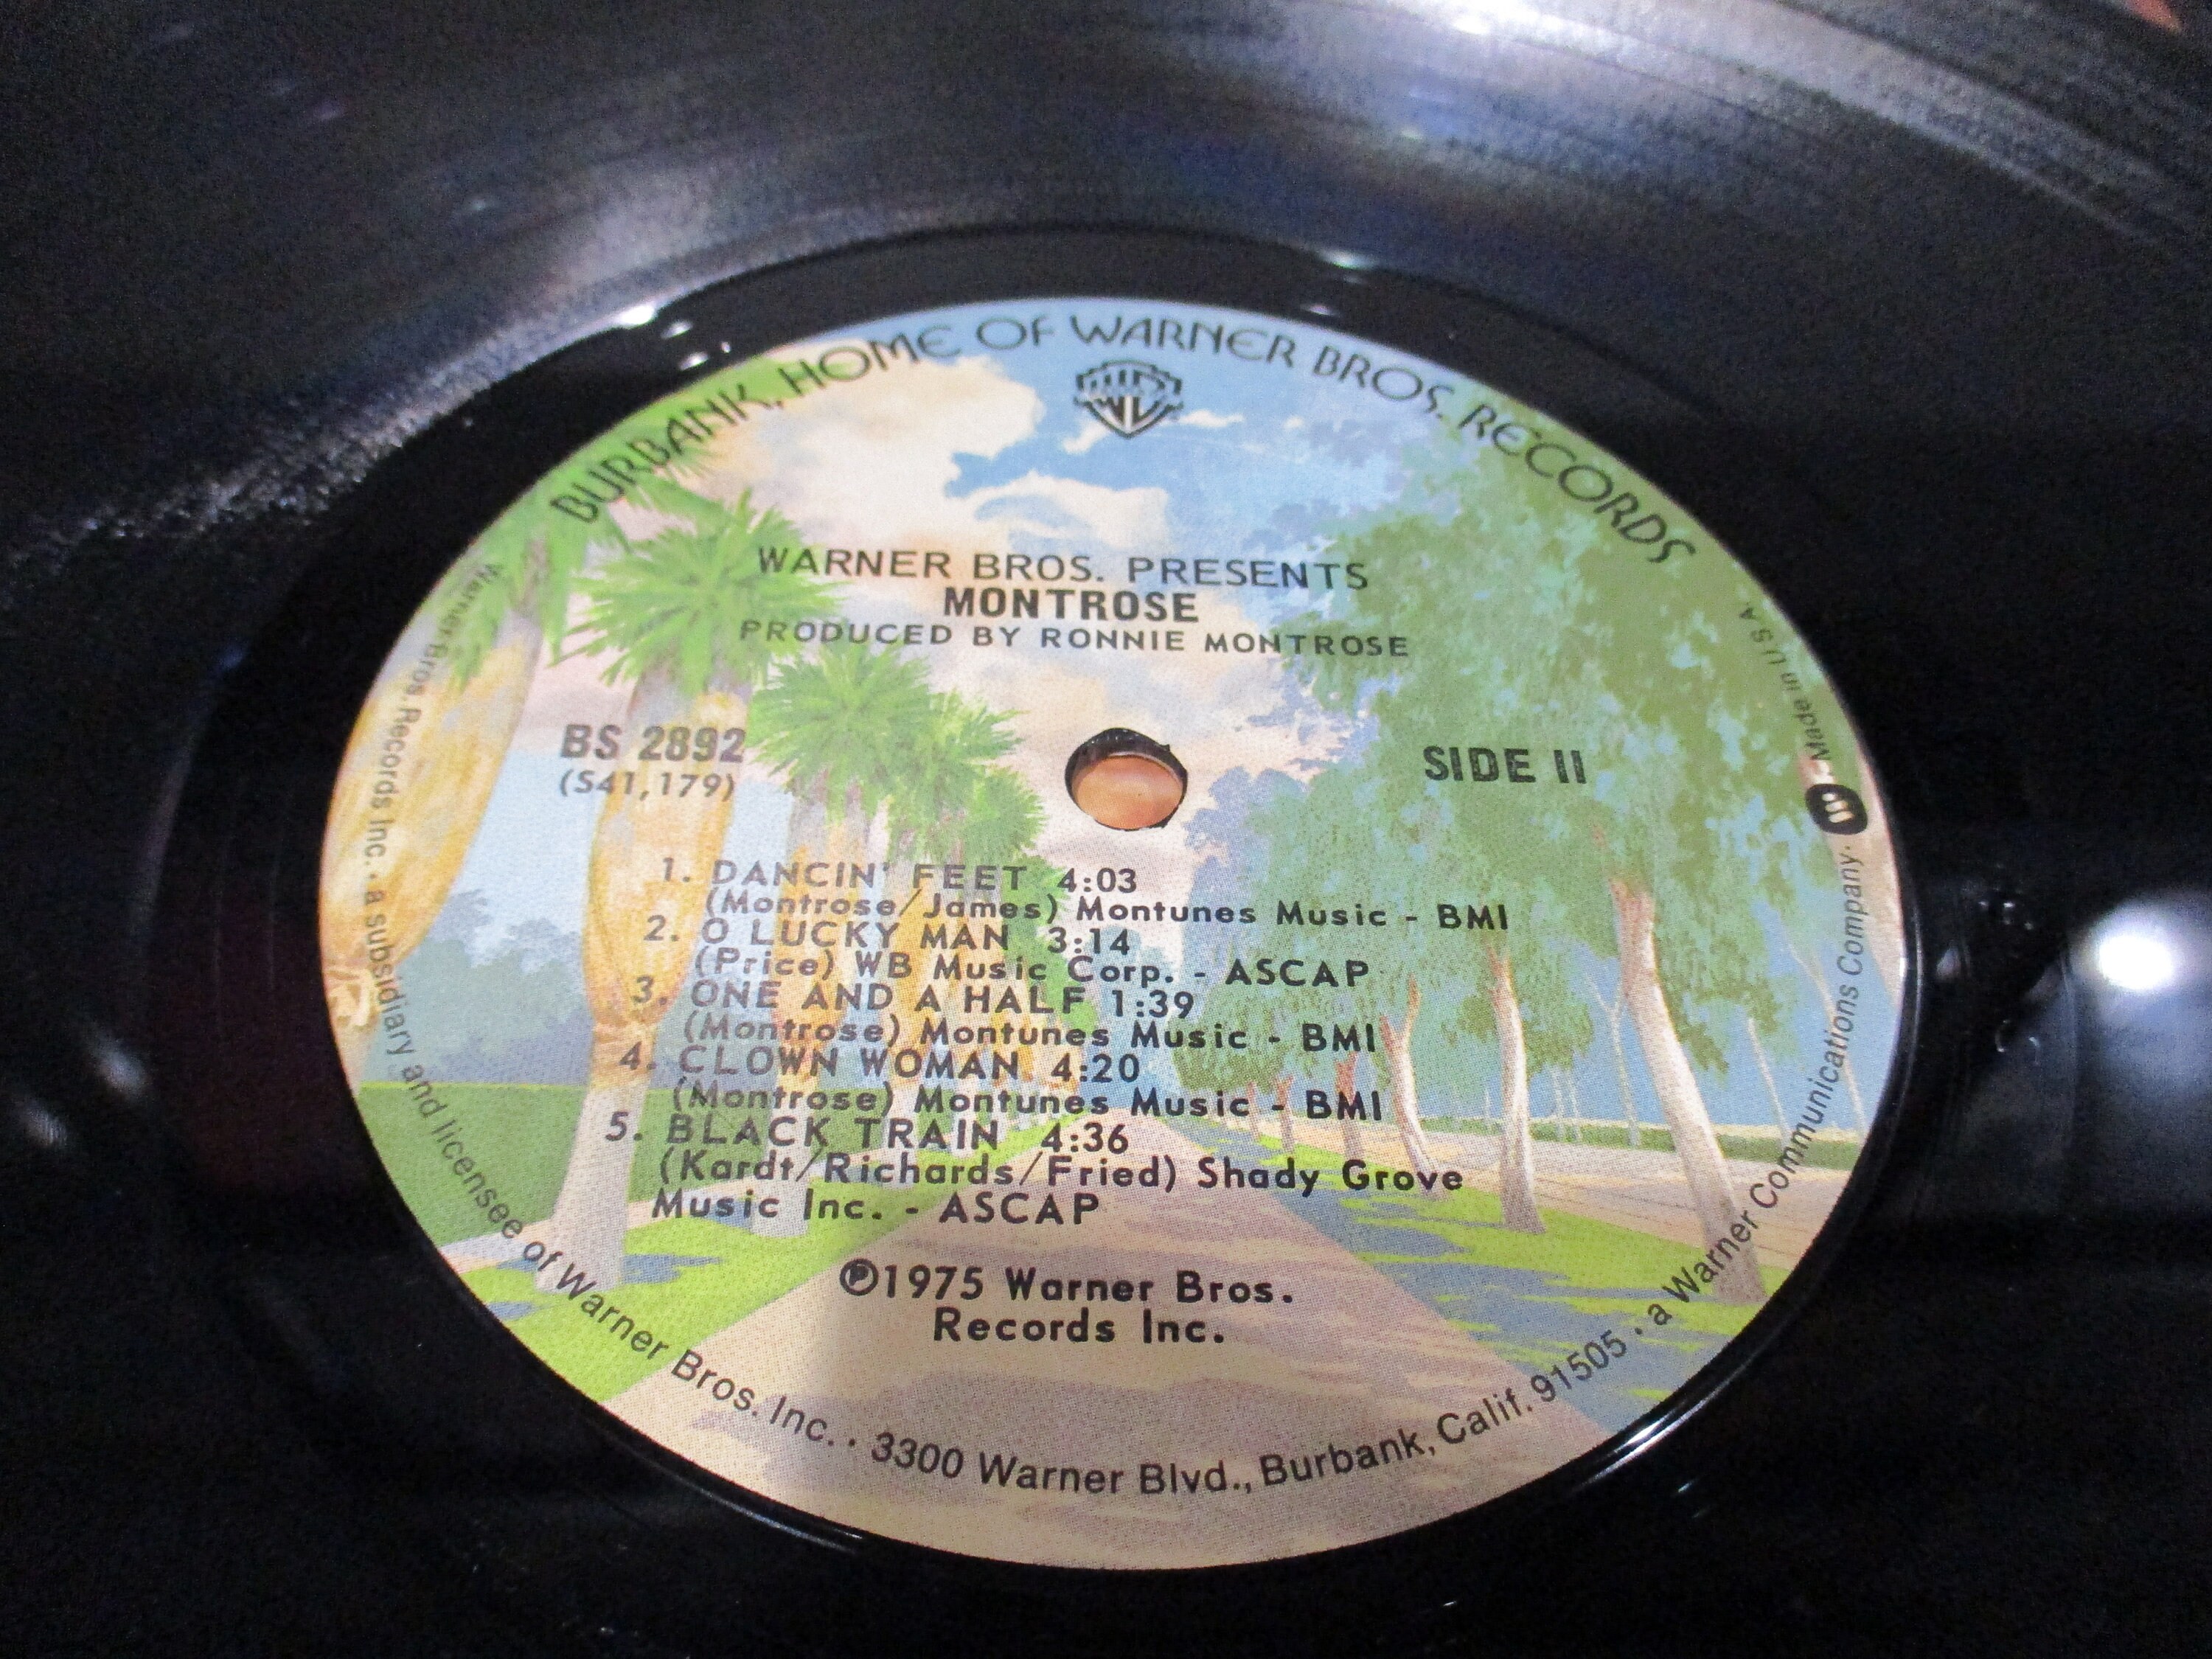 BURBANK, HOME OF WARNER BROS. RECORDS
WB
WARNER BROS. PRESENTS
MONTROSE
PRODUCED BY RONNIE MONTROSE
BS 2892
(S41,179)
SIDE II
1. DANCIN' FEET 4:03
(Montrose/James) Montunes Music - BMI
2. O LUCKY MAN 3:14
(Price) WB Music Corp. - ASCAP
3. ONE AND A HALF 1:39
(Montrose) Montunes Music - BMI
4. CLOWN WOMAN 4:20
(Montrose) Montunes Music - BMI
5. BLACK TRAIN 4:36
(Kardt/Richards/Fried) Shady Grove
Music Inc. - ASCAP
℗1975 Warner Bros.
Records Inc.
Warner Bros. Records Inc. · a subsidiary and licensee of Warner Bros. Inc. · 3300 Warner Blvd., Burbank, Calif. 91505 · a Warner Communications Company · Made in U.S.A.